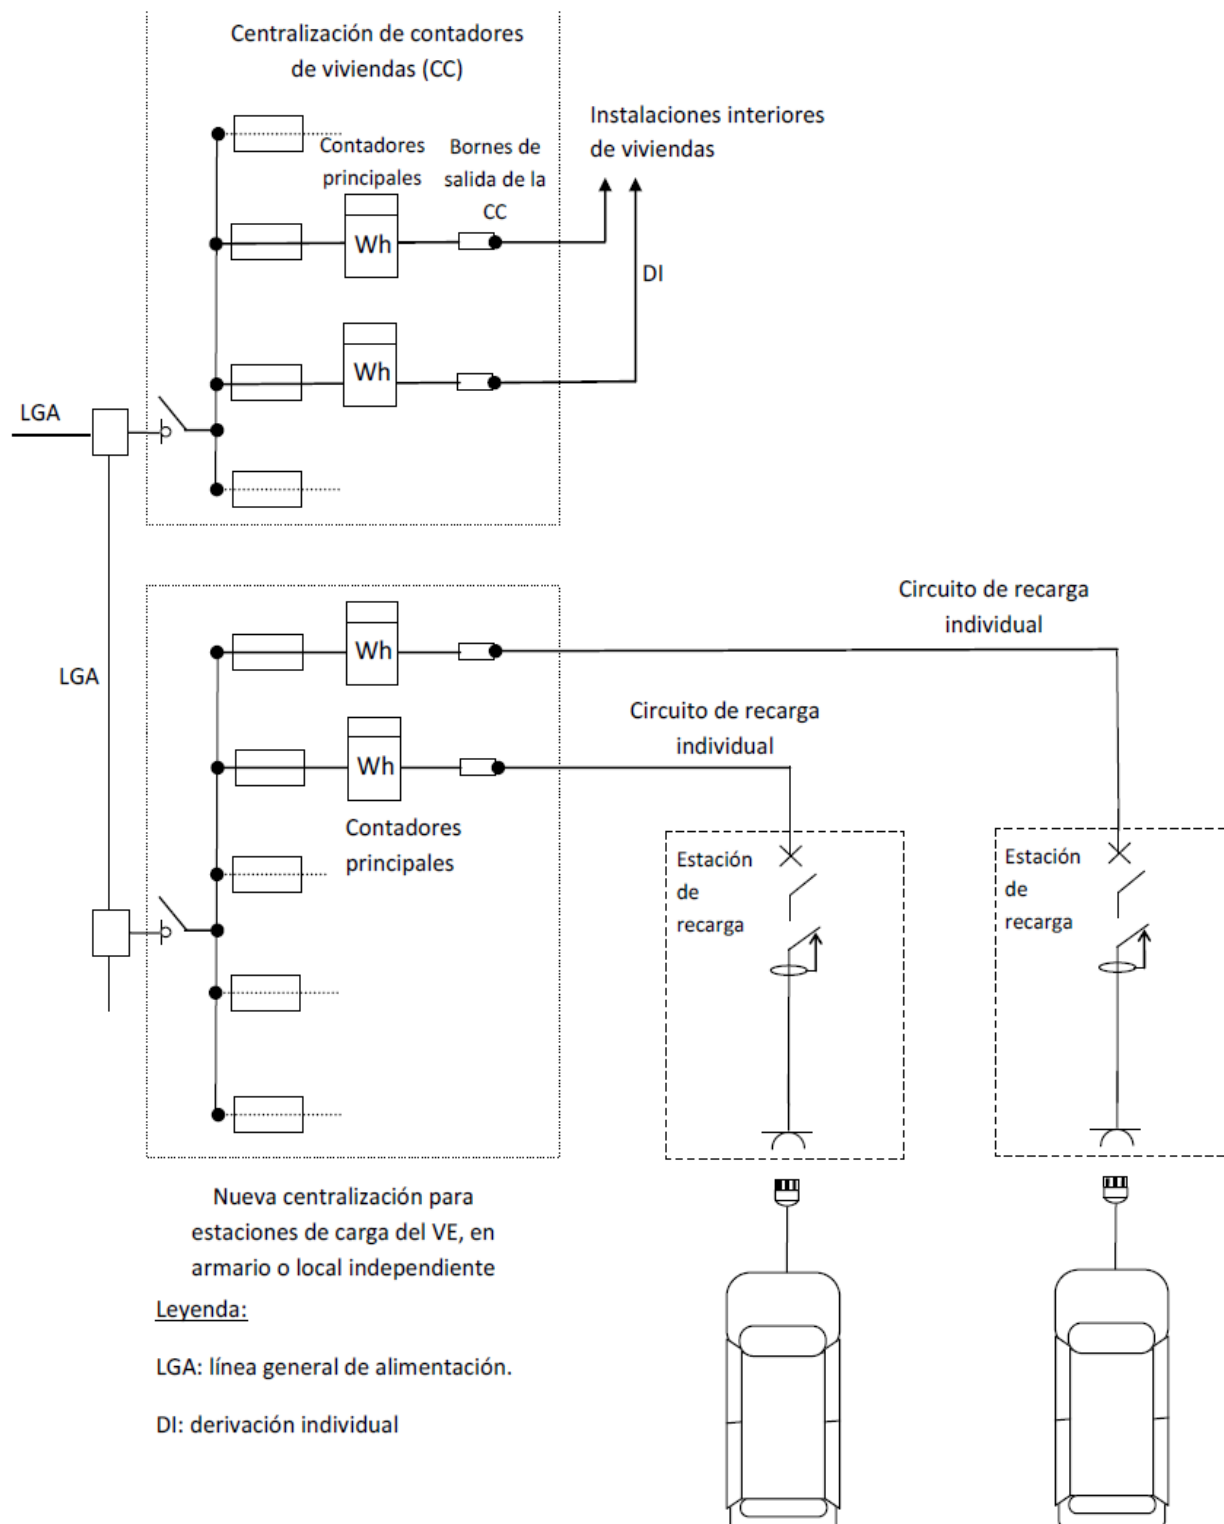 Centralización de contadores
de viviendas (CC)
Instalaciones interiores
de viviendas
Contadores
principales
Bornes de
salida de la
CC
Wh
DI
Wh
LGA
Circuito de recarga
individual
Wh
LGA
Circuito de recarga
individual
Wh
Contadores
principales
Estación
de
recarga
Estación
de
recarga
Nueva centralización para
estaciones de carga del VE, en
armario o local independiente
Leyenda:
LGA: línea general de alimentación.
DI: derivación individual